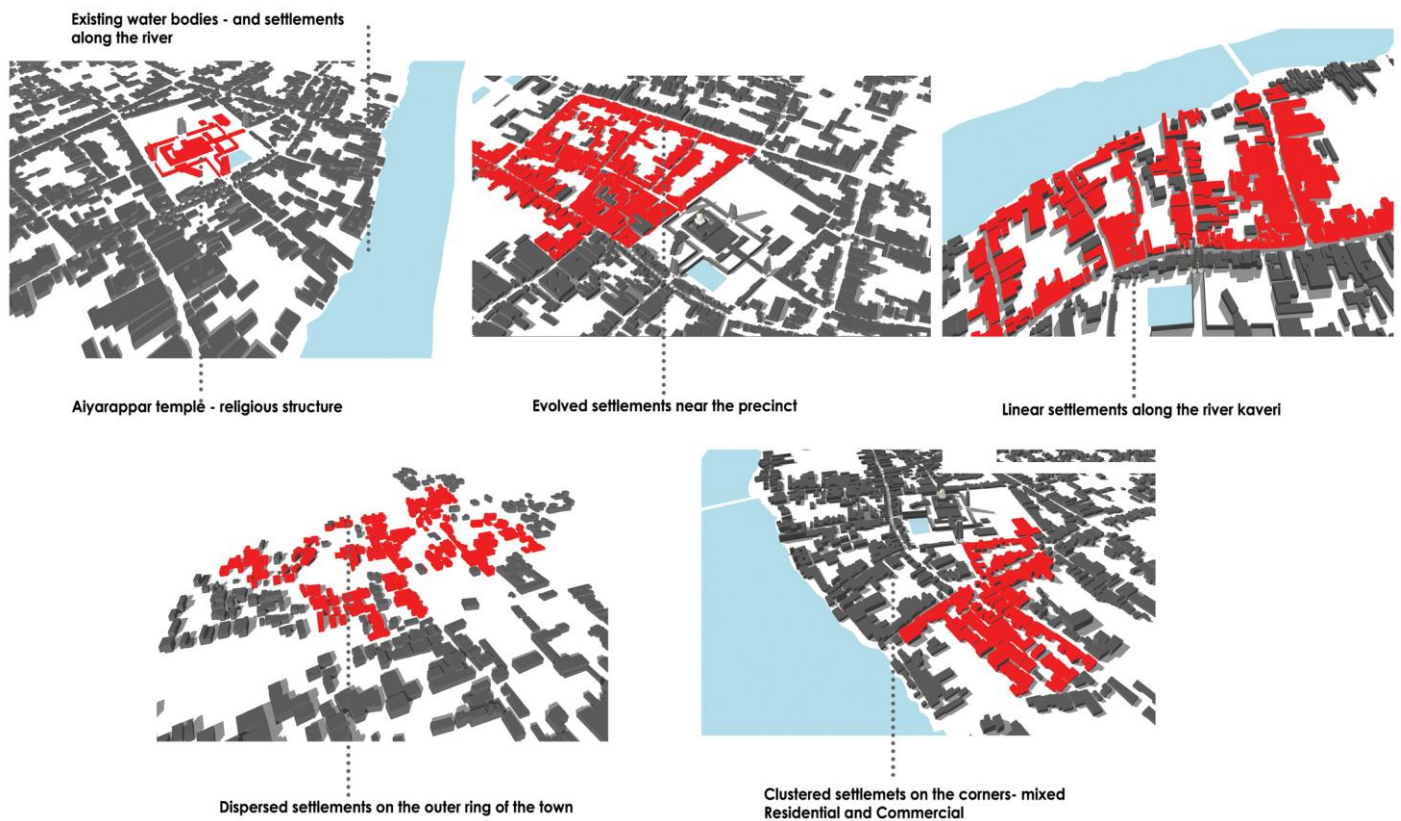 Existing water bodies - and settlements
along the river
Aiyarappar temple - religious structure
Evolved settlements near the precinct
Linear settlements along the river kaveri
Dispersed settlements on the outer ring of the town
Clustered settlemets on the corners- mixed
Residential and Commercial